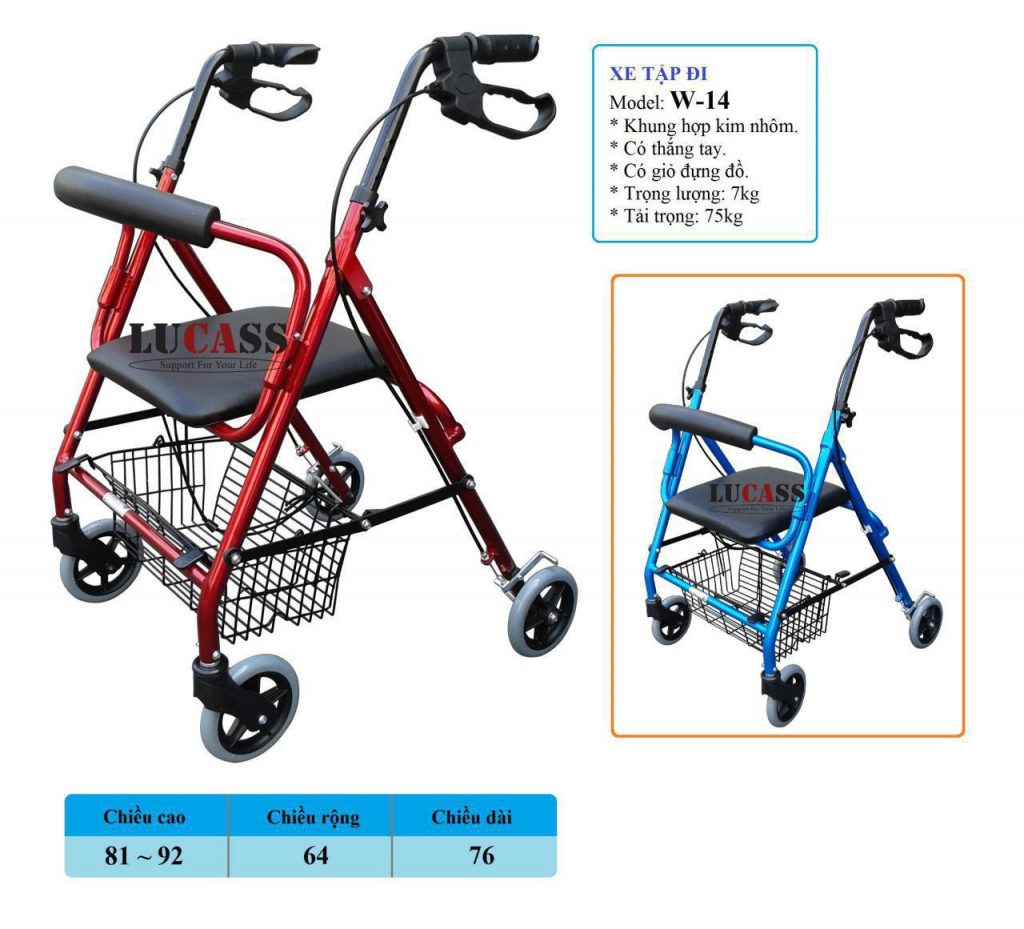 XE TẬP ĐI
Model: W-14
* Khung hợp kim nhôm.
* Có thắng tay.
* Có giỏ đựng đồ.
* Trọng lượng: 7kg
* Tải trọng: 75kg
LUCASS
Support For Your Life
LUCASS
Support For Your Life
Chiều cao Chiều rộng Chiều dài
81 ~ 92 64 76